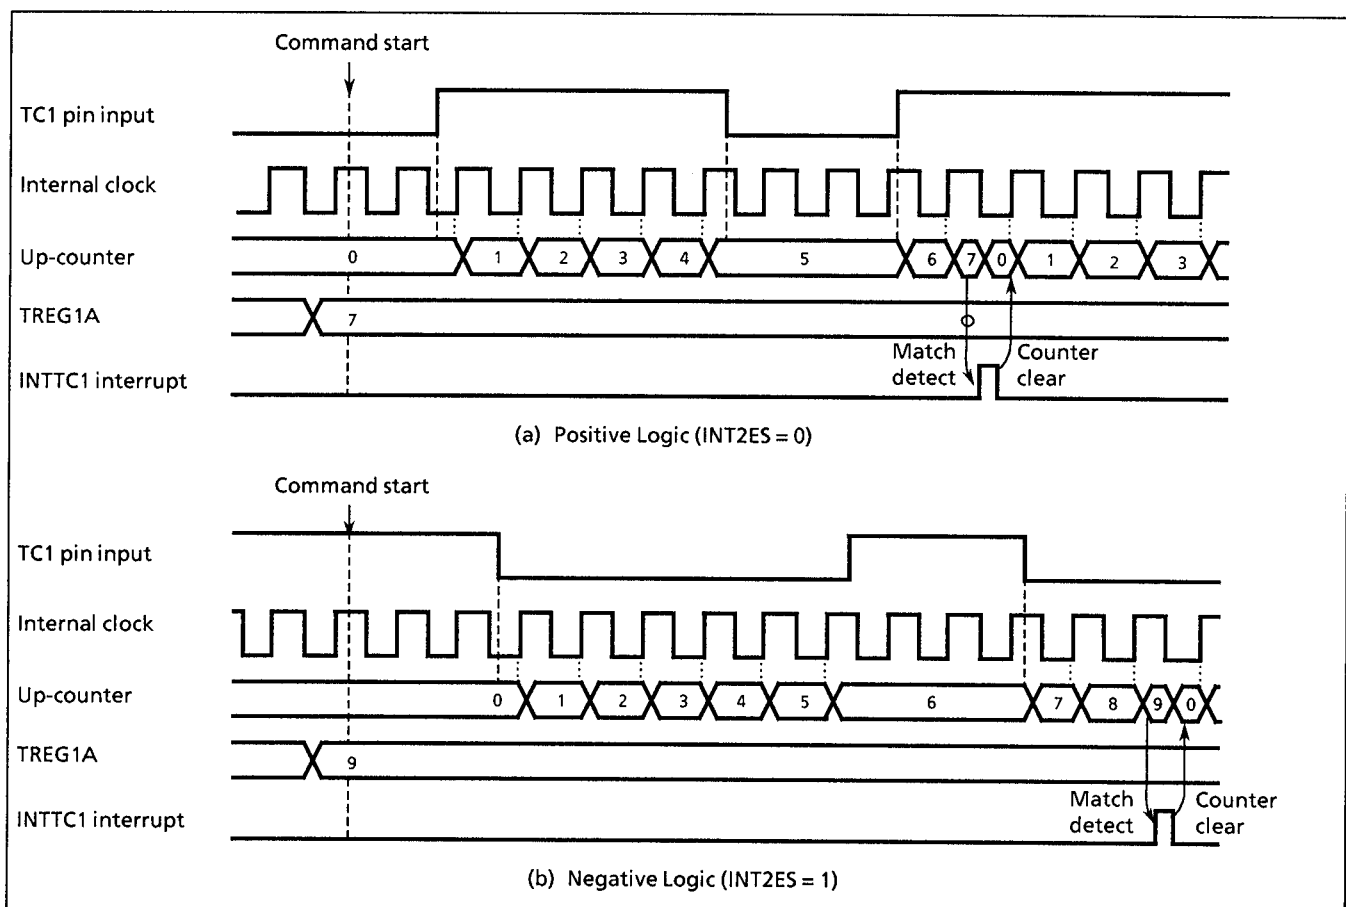 Command start
TC1 pin input
Internal clock
Up-counter 0 1 2 3 4 5 6 7 0 1 2 3
TREG1A 7
Match detect
Counter clear
INTTC1 interrupt
(a) Positive Logic (INT2ES = 0)
Command start
TC1 pin input
Internal clock
Up-counter 0 1 2 3 4 5 6 7 8 9 0
TREG1A 9
Match detect
Counter clear
INTTC1 interrupt
(b) Negative Logic (INT2ES = 1)